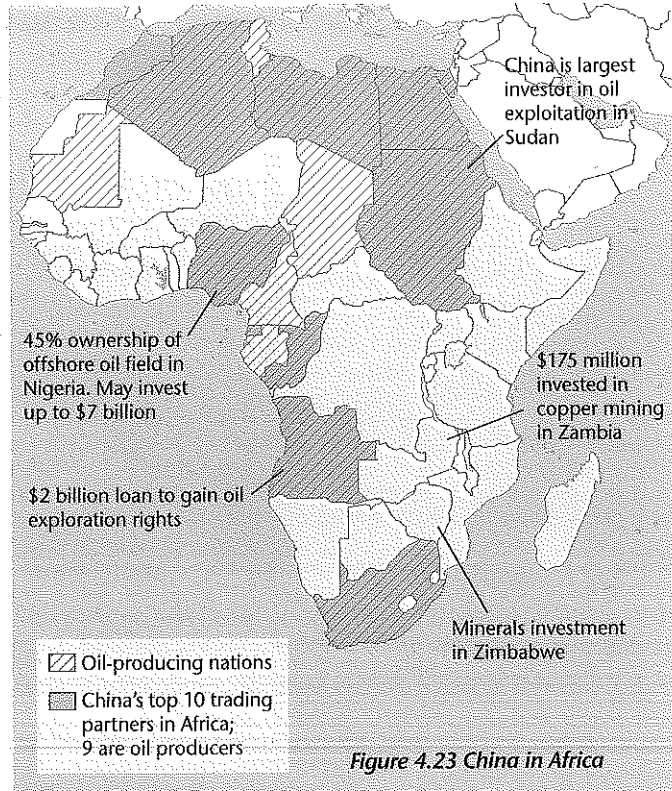 China is largest
investor in oil
exploitation in
Sudan
45% ownership of
offshore oil field in
Nigeria. May invest
up to $7 billion
$175 million
invested in
copper mining
in Zambia
$2 billion loan to gain oil
exploration rights
Minerals investment
in Zimbabwe
Oil-producing nations
China's top 10 trading
partners in Africa;
9 are oil producers
Figure 4.23 China in Africa